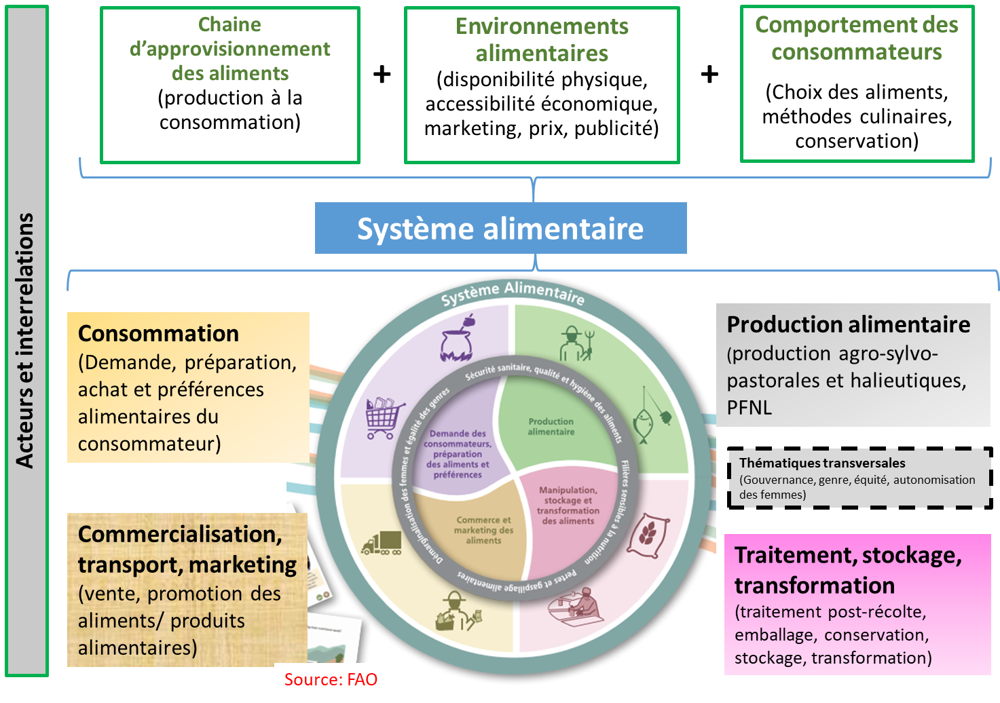 Acteurs et interrelations
Chaine
d’approvisionnement
des aliments
(production à la
consommation)
+
Environnements
alimentaires
(disponibilité physique,
accessibilité économique,
marketing, prix, publicité)
+
Comportement des
consommateurs
(Choix des aliments,
méthodes culinaires,
conservation)
Système alimentaire
Consommation
(Demande, préparation,
achat et préférences
alimentaires du
consommateur)
Commercialisation,
transport, marketing
(vente, promotion des
aliments/ produits
alimentaires)
Système Alimentaire
Sécurité sanitaire, qualité et hygiène des aliments
Filières sensibles à la nutrition
Pertes et gaspillage alimentaires
Démarginalisation des femmes et égalité des genres
Demande des
consommateurs,
préparation
des aliments et
préférences
Production
alimentaire
Manipulation,
stockage et
transformation
des aliments
Commerce et
marketing des
aliments
Production alimentaire
(production agro-sylvo-
pastorales et halieutiques,
PFNL
Thématiques transversales
(Gouvernance, genre, équité, autonomisation
des femmes)
Traitement, stockage,
transformation
(traitement post-récolte,
emballage, conservation,
stockage, transformation)
Source: FAO